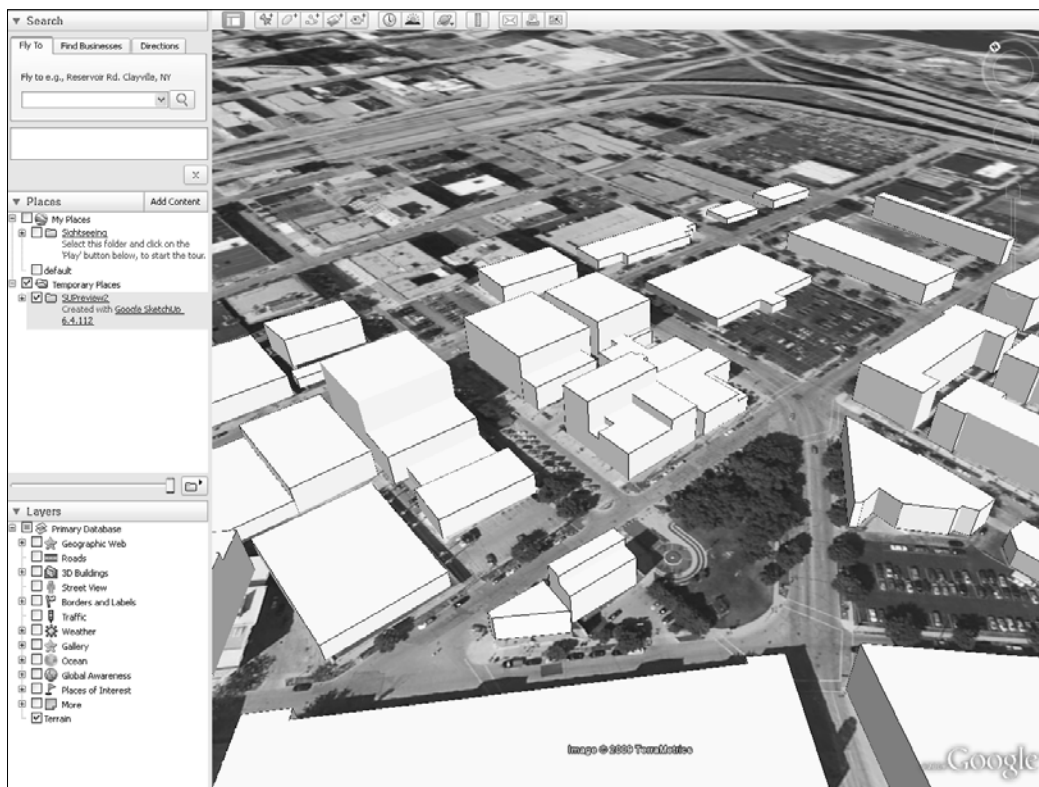 Search
Fly To
Find Businesses
Directions
Fly to e.g., Reservoir Rd. Clayville, NY
Places
Add Content
My Places
Sightseeing
Select this folder and click on the
'Play' button below, to start the tour.
default
Temporary Places
SUPreview2
Created with Google SketchUp
6.4.112
Layers
Primary Database
Geographic Web
Roads
3D Buildings
Street View
Borders and Labels
Traffic
Weather
Gallery
Ocean
Global Awareness
Places of Interest
More
Terrain
Image © 2009 TerraMetrics
Google